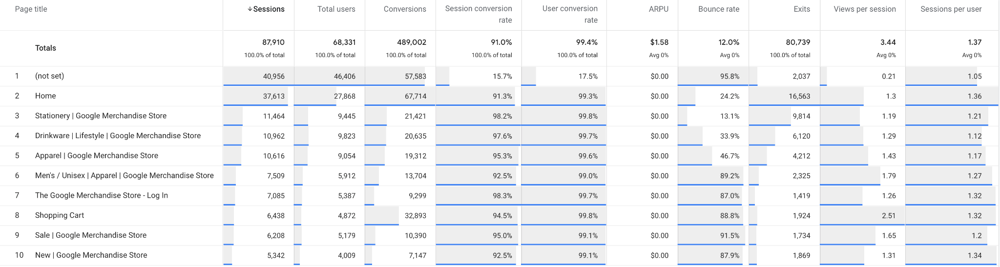 Page title ↓Sessions Total users Conversions Session conversion rate User conversion rate ARPU Bounce rate Exits Views per session Sessions per user
Totals 87,910 68,331 489,002 91.0% 99.4% $1.58 12.0% 80,739 3.44 1.37
100.0% of total 100.0% of total 100.0% of total 100.0% of total 100.0% of total Avg 0% Avg 0% 100.0% of total Avg 0% Avg 0%
1 (not set) 40,956 46,406 57,583 15.7% 17.5% $0.00 95.8% 2,037 0.21 1.05
2 Home 37,613 27,868 67,714 91.3% 99.3% $0.00 24.2% 16,563 1.3 1.36
3 Stationery | Google Merchandise Store 11,464 9,445 21,421 98.2% 99.8% $0.00 13.1% 9,814 1.19 1.21
4 Drinkware | Lifestyle | Google Merchandise Store 10,962 9,823 20,635 97.6% 99.7% $0.00 33.9% 6,120 1.29 1.12
5 Apparel | Google Merchandise Store 10,616 9,054 19,312 95.3% 99.6% $0.00 46.7% 4,212 1.43 1.17
6 Men's / Unisex | Apparel | Google Merchandise Store 7,509 5,912 13,704 92.5% 99.0% $0.00 89.2% 2,325 1.79 1.27
7 The Google Merchandise Store - Log In 7,085 5,387 9,299 98.3% 99.7% $0.00 87.0% 1,419 1.26 1.32
8 Shopping Cart 6,438 4,872 32,893 94.5% 99.8% $0.00 88.8% 1,924 2.51 1.32
9 Sale | Google Merchandise Store 6,208 5,179 10,390 95.0% 99.1% $0.00 91.5% 1,734 1.65 1.2
10 New | Google Merchandise Store 5,342 4,009 7,147 92.5% 99.1% $0.00 87.9% 1,869 1.31 1.34